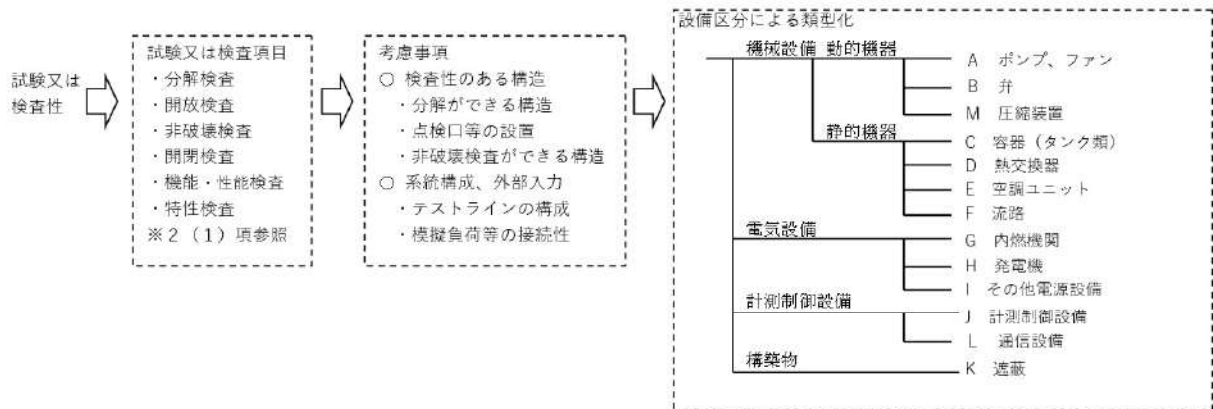 試験又は
検査性
試験又は検査項目
・分解検査
・開放検査
・非破壊検査
・開閉検査
・機能・性能検査
・特性検査
※2（1）項参照
考慮事項
○ 検査性のある構造
・分解ができる構造
・点検口等の設置
・非破壊検査ができる構造
○ 系統構成、外部入力
・テストラインの構成
・模擬負荷等の接続性
設備区分による類型化
機械設備 動的機器
A ポンプ、ファン
B 弁
M 圧縮装置
静的機器
C 容器（タンク類）
D 熱交換器
E 空調ユニット
F 流路
電気設備
G 内燃機関
H 発電機
I その他電源設備
計測制御設備
J 計測制御設備
L 通信設備
構築物
K 遮蔽